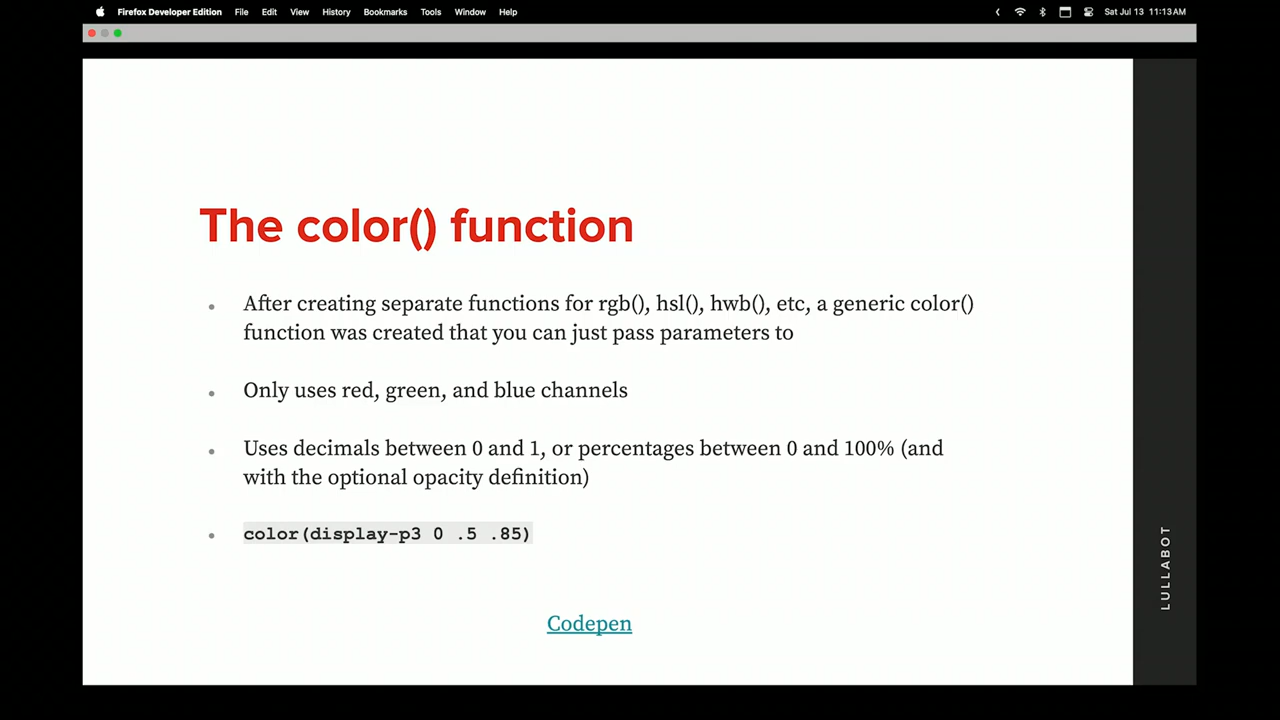 Firefox Developer Edition File Edit View History Bookmarks Tools Window Help Sat Jul 13 11:13 AM
The color() function
• After creating separate functions for rgb(), hsl(), hwb(), etc, a generic color()
function was created that you can just pass parameters to
• Only uses red, green, and blue channels
• Uses decimals between 0 and 1, or percentages between 0 and 100% (and
with the optional opacity definition)
• color(display-p3 0 .5 .85)
Codepen
LULLABOT